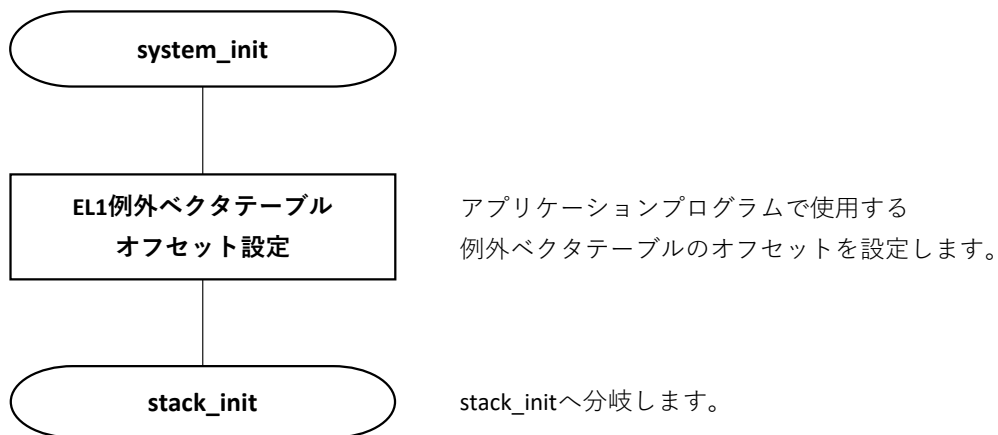 system_init
EL1例外ベクタテーブル
オフセット設定
アプリケーションプログラムで使用する
例外ベクタテーブルのオフセットを設定します。
stack_init
stack_initへ分岐します。